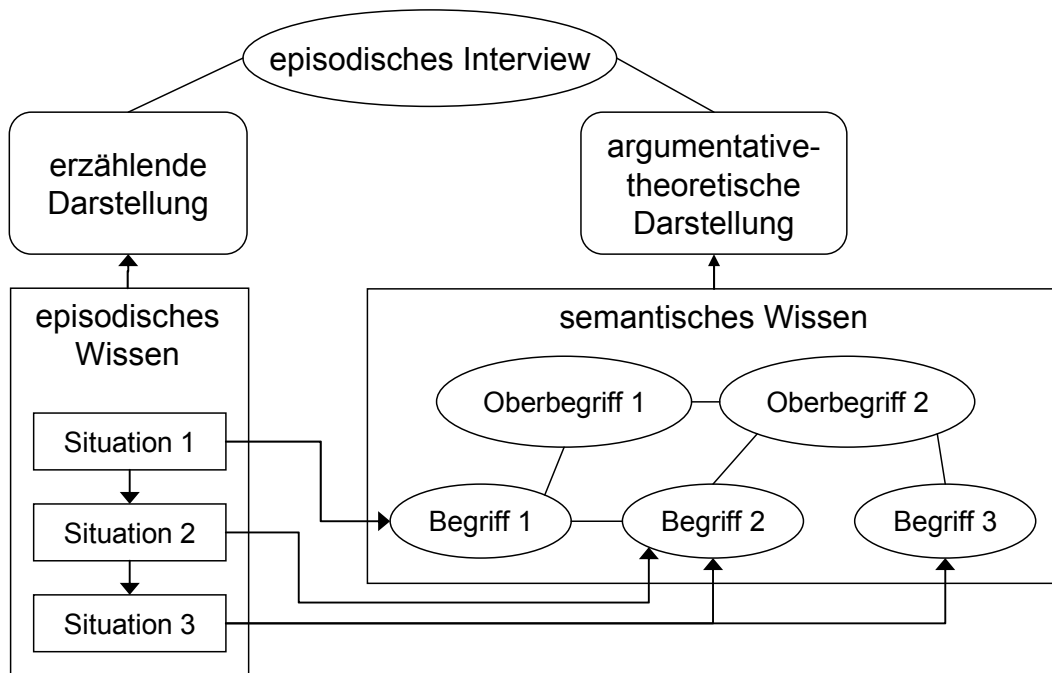 episodisches Interview
erzählende
Darstellung
argumentative-
theoretische
Darstellung
episodisches
Wissen
semantisches Wissen
Oberbegriff 1
Oberbegriff 2
Situation 1
Situation 2
Situation 3
Begriff 1
Begriff 2
Begriff 3